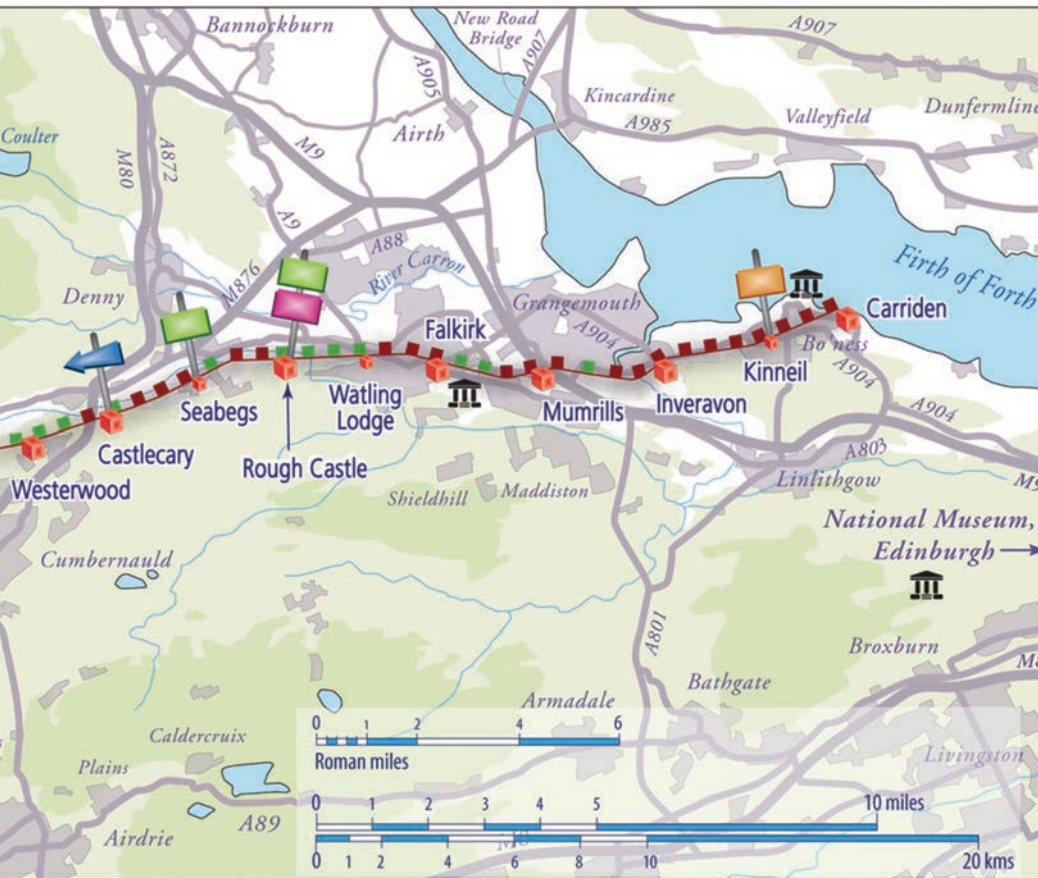 Bannockburn
New Road
Bridge
A907
A907
A905
Kincardine
Dunfermline
Coulter
Airth
A985
Valleyfield
M80
A872
M9
A9
A88
River Carron
Firth of Forth
Denny
M876
Grangemouth
Falkirk
A904
Carriden
Bo'ness
Kinneil
A904
Seabegs
Watling
Lodge
Mumrills
Inveravon
A904
Castlecary
Rough Castle
A803
Westerwood
Shieldhill
Maddiston
Linlithgow
M9
National Museum,
Edinburgh
Cumbernauld
A801
Broxburn
M8
Bathgate
Armadale
0 1 2 4 6
Roman miles
Caldercruix
Livingston
Plains
0 1 2 3 4 5 10 miles
A89
Airdrie
M8
0 1 2 4 6 8 10 20 kms